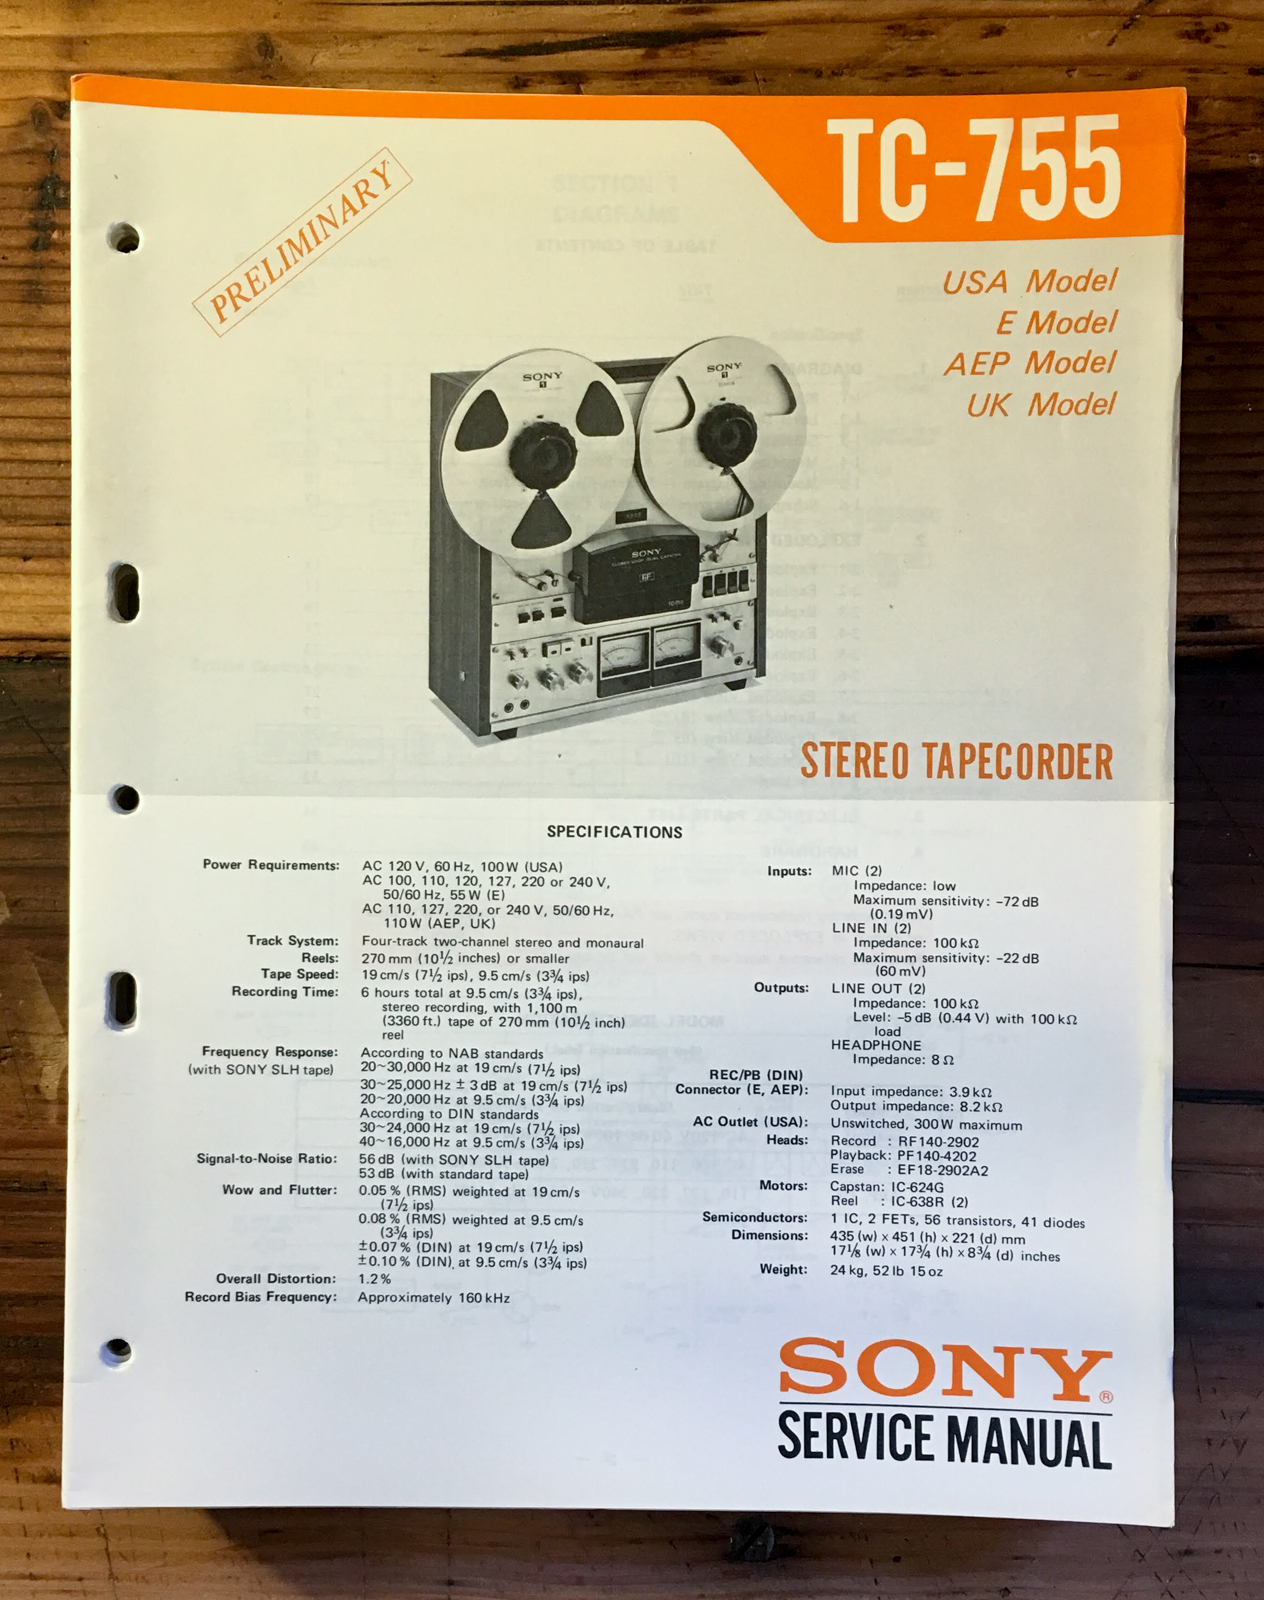 TC-755
PRELIMINARY
USA Model
E Model
AEP Model
UK Model
SONY
SONY
SONY
STEREO TAPECORDER
SPECIFICATIONS
Power Requirements: AC 120 V, 60 Hz, 100 W (USA)
AC 100, 110, 120, 127, 220 or 240 V,
50/60 Hz, 55 W (E)
AC 110, 127, 220, or 240 V, 50/60 Hz,
110 W (AEP, UK)
Track System: Four-track two-channel stereo and monaural
Reels: 270 mm (10½ inches) or smaller
Tape Speed: 19 cm/s (7½ ips), 9.5 cm/s (3¾ ips)
Recording Time: 6 hours total at 9.5 cm/s (3¾ ips),
stereo recording, with 1,100 m
(3360 ft.) tape of 270 mm (10½ inch)
reel
Frequency Response: According to NAB standards
(with SONY SLH tape) 20~30,000 Hz at 19 cm/s (7½ ips)
30~25,000 Hz ± 3 dB at 19 cm/s (7½ ips)
20~20,000 Hz at 9.5 cm/s (3¾ ips)
According to DIN standards
30~24,000 Hz at 19 cm/s (7½ ips)
40~16,000 Hz at 9.5 cm/s (3¾ ips)
Signal-to-Noise Ratio: 56 dB (with SONY SLH tape)
53 dB (with standard tape)
Wow and Flutter: 0.05 % (RMS) weighted at 19 cm/s
(7½ ips)
0.08 % (RMS) weighted at 9.5 cm/s
(3¾ ips)
±0.07 % (DIN) at 19 cm/s (7½ ips)
±0.10 % (DIN) at 9.5 cm/s (3¾ ips)
Overall Distortion: 1.2 %
Record Bias Frequency: Approximately 160 kHz
Inputs: MIC (2)
Impedance: low
Maximum sensitivity: -72 dB
(0.19 mV)
LINE IN (2)
Impedance: 100 kΩ
Maximum sensitivity: -22 dB
(60 mV)
Outputs: LINE OUT (2)
Impedance: 100 kΩ
Level: -5 dB (0.44 V) with 100 kΩ
load
HEADPHONE
Impedance: 8 Ω
REC/PB (DIN)
Connector (E, AEP): Input impedance: 3.9 kΩ
Output impedance: 8.2 kΩ
AC Outlet (USA): Unswitched, 300 W maximum
Heads: Record : RF140-2902
Playback: PF140-4202
Erase : EF18-2902A2
Motors: Capstan: IC-624G
Reel : IC-638R (2)
Semiconductors: 1 IC, 2 FETs, 56 transistors, 41 diodes
Dimensions: 435 (w) x 451 (h) x 221 (d) mm
17⅛ (w) x 17¾ (h) x 8¾ (d) inches
Weight: 24 kg, 52 lb 15 oz
SONY®
SERVICE MANUAL